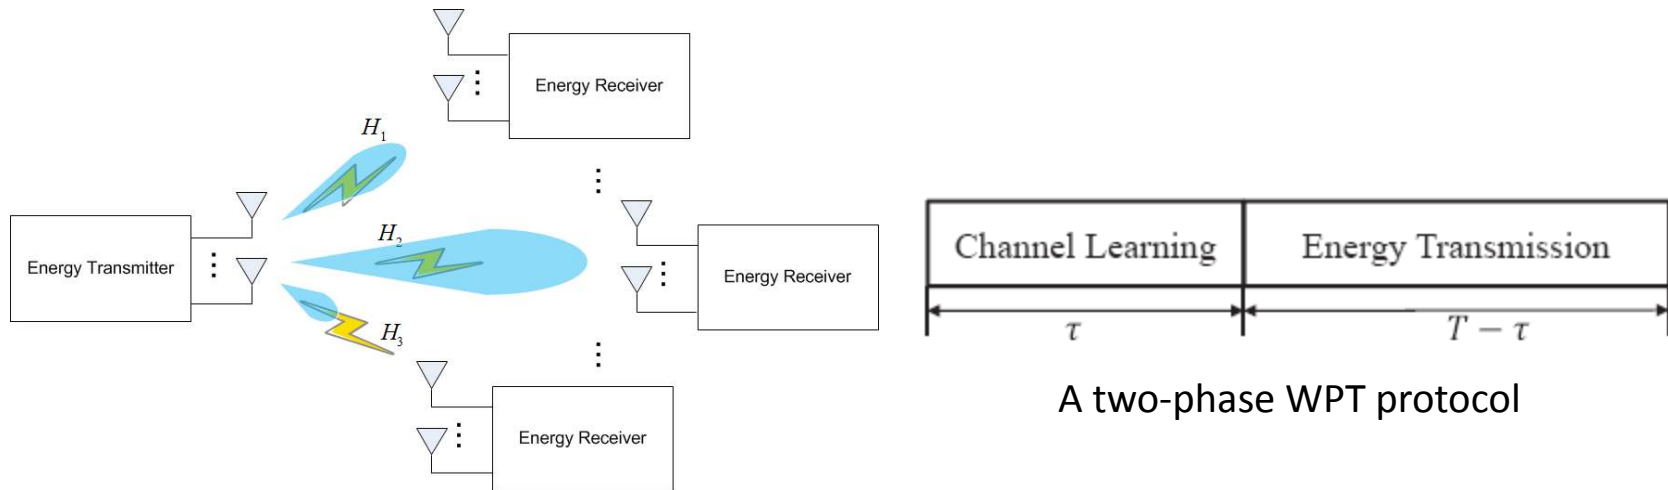 Energy Receiver
H₁
Energy Transmitter
H₂
Energy Receiver
H₃
Energy Receiver
Channel Learning
Energy Transmission
τ
T − τ
A two-phase WPT protocol